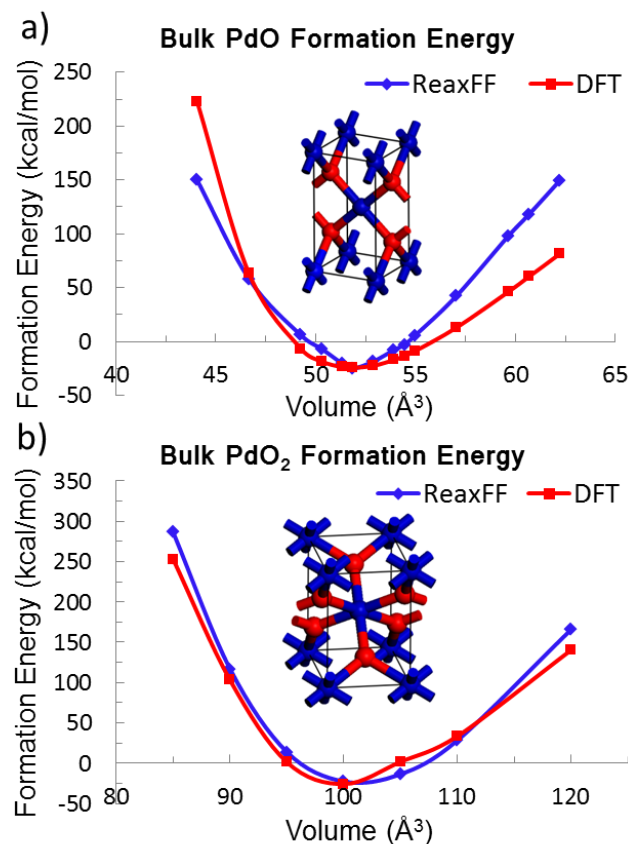 a)
Bulk PdO Formation Energy
ReaxFF
DFT
Formation Energy (kcal/mol)
250
200
150
100
50
0
-50
40
45
50
55
60
65
Volume (Å³)
b)
Bulk PdO₂ Formation Energy
ReaxFF
DFT
Formation Energy (kcal/mol)
350
300
250
200
150
100
50
0
-50
80
90
100
110
120
Volume (Å³)